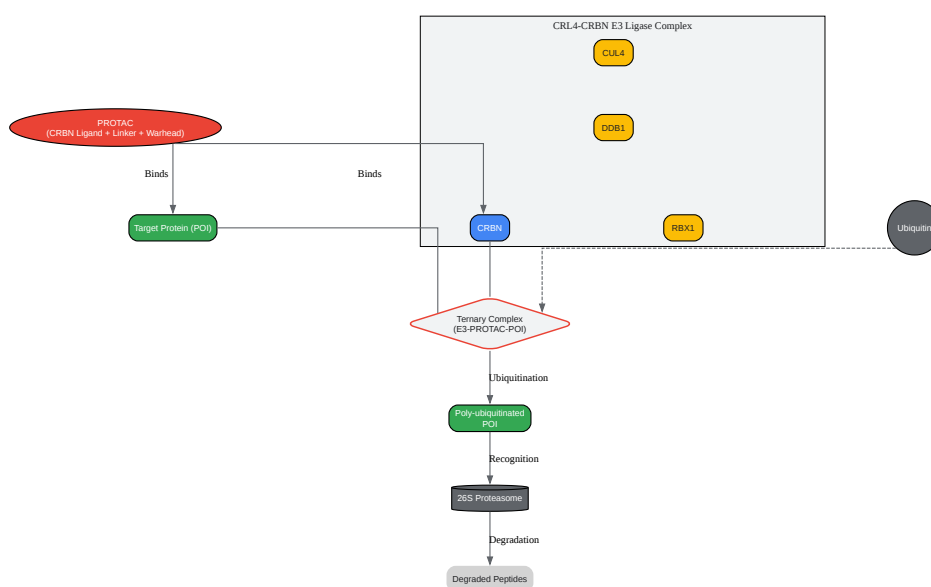 CRL4-CRBN E3 Ligase Complex
CUL4
PROTAC
(CRBN Ligand + Linker + Warhead)
DDB1
Binds
Binds
Target Protein (POI)
CRBN
RBX1
Ubiquitin
Ternary Complex
(E3-PROTAC-POI)
Ubiquitination
Poly-ubiquitinated
POI
Recognition
26S Proteasome
Degradation
Degraded Peptides